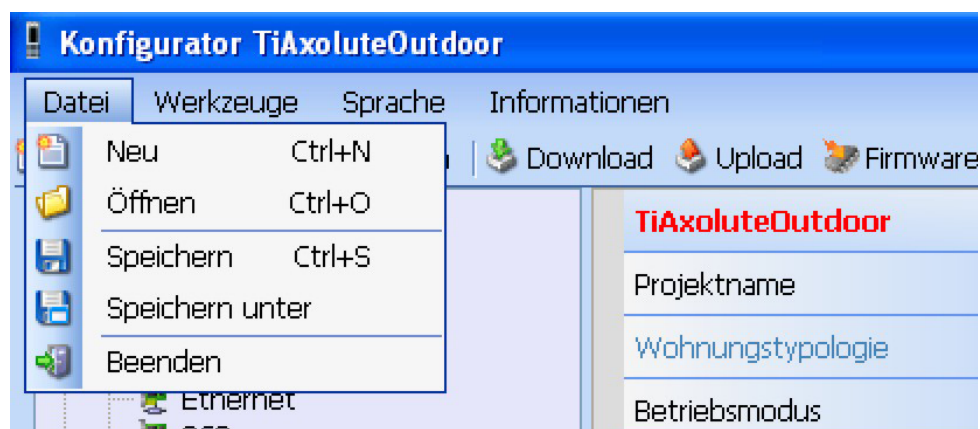 Konfigurator TiAxoluteOutdoor
Datei Werkzeuge Sprache Informationen
Download Upload Firmware
Neu Ctrl+N
Öffnen Ctrl+O
Speichern Ctrl+S
Speichern unter
Beenden
Ethernet
TiAxoluteOutdoor
Projektname
Wohnungstypologie
Betriebsmodus